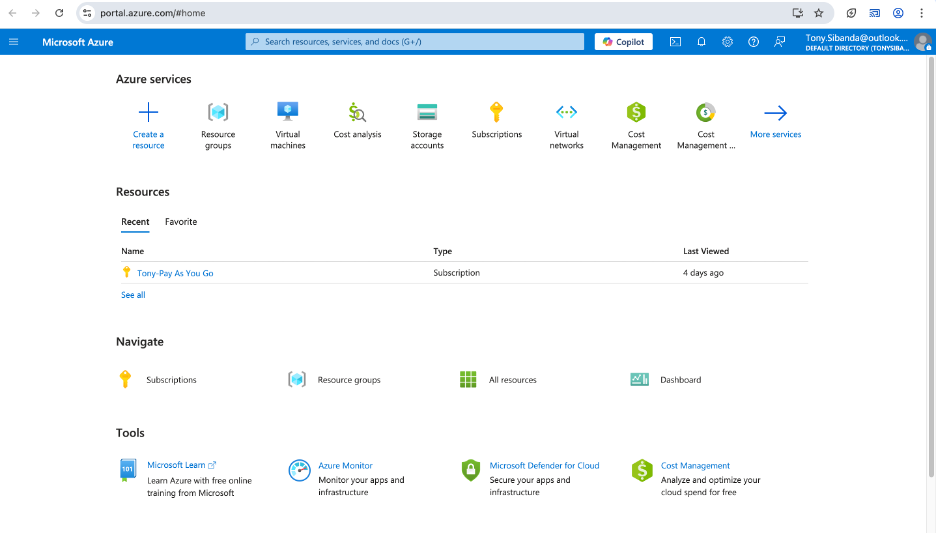 portal.azure.com/#home
Microsoft Azure
Search resources, services, and docs (G+/)
Copilot
Tony.Sibanda@outlook....
DEFAULT DIRECTORY (TONYSIBA...
Azure services
Create a resource
Resource groups
Virtual machines
Cost analysis
Storage accounts
Subscriptions
Virtual networks
Cost Management
Cost Management ...
More services
Resources
Recent
Favorite
Name
Type
Last Viewed
Tony-Pay As You Go
Subscription
4 days ago
See all
Navigate
Subscriptions
Resource groups
All resources
Dashboard
Tools
101
Microsoft Learn
Learn Azure with free online
training from Microsoft
Azure Monitor
Monitor your apps and
infrastructure
Microsoft Defender for Cloud
Secure your apps and
infrastructure
Cost Management
Analyze and optimize your
cloud spend for free